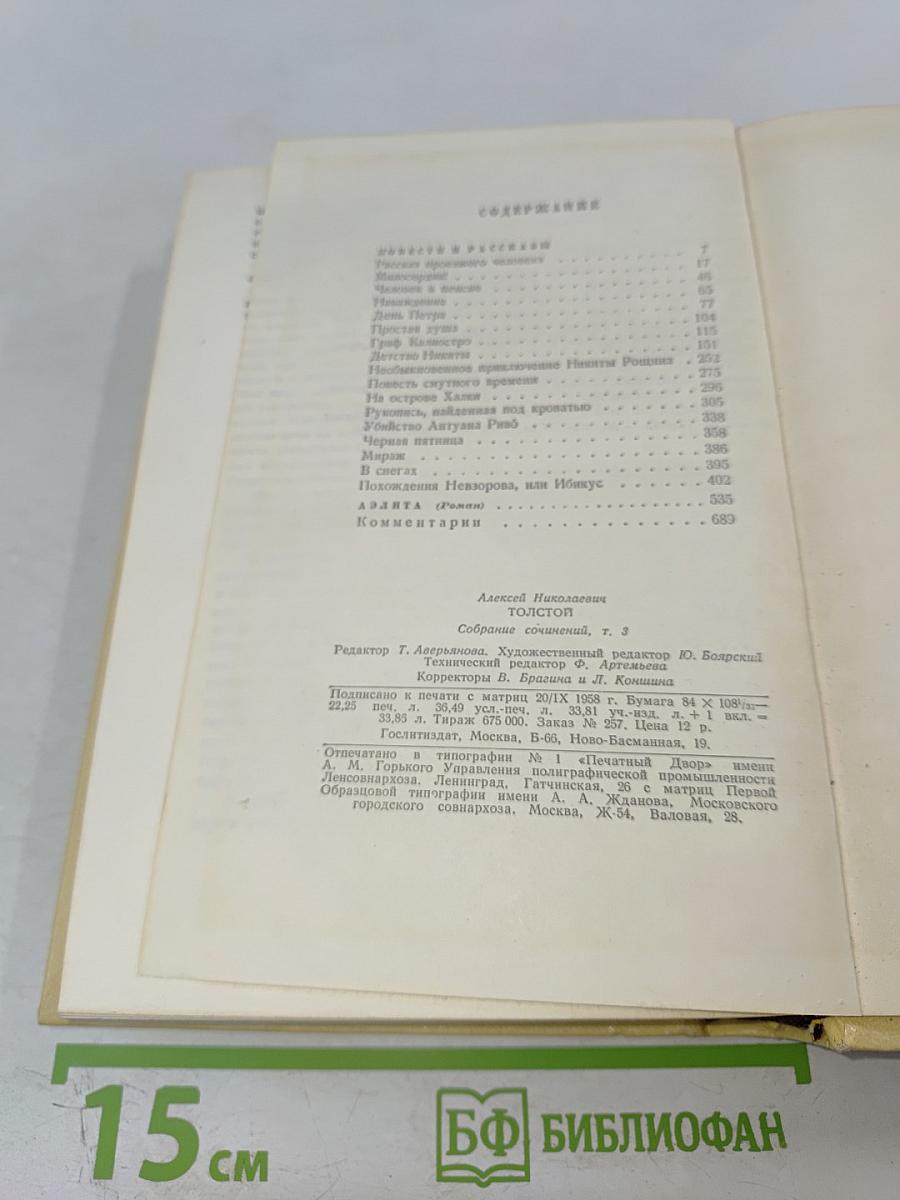 СОДЕРЖАНИЕ
ПОВЕСТИ И РАССКАЗЫ
Рассказ проезжего человека . . . . . . . . 7
Милосердия! . . . . . . . . 17
Человек в пенсне . . . . . . . . 46
Наваждение . . . . . . . . 65
День Петра . . . . . . . . 77
Простая душа . . . . . . . . 104
Граф Калиостро . . . . . . . . 115
Детство Никиты . . . . . . . . 151
Необыкновенное приключение Никиты Рощина . 252
Повесть смутного времени . . . . . . . . 275
На острове Халки . . . . . . . . 296
Рукопись, найденная под кроватью . . . . . . . . 305
Убийство Антуана Риво . . . . . . . . 338
Черная пятница . . . . . . . . 358
Мираж . . . . . . . . 386
В снегах . . . . . . . . 395
Похождения Невзорова, или Ибикус . . . . . . 402
АЭЛИТА (Роман) . . . . . . . . 535
Комментарии . . . . . . . . 689
Алексей Николаевич
ТОЛСТОЙ
Собрание сочинений, т. 3
Редактор Т. Аверьянова. Художественный редактор Ю. Боярский
Технический редактор Ф. Артемьева
Корректоры В. Брагина и Л. Коншина
Подписано к печати с матриц 20/IX 1958 г. Бумага 84 × 108¹/₃₂—
22,25 печ. л. 36,49 усл.-печ. л. 33,81 уч.-изд. л. + 1 вкл. =
33,86 л. Тираж 675 000. Заказ № 257. Цена 12 р.
Гослитиздат, Москва, Б-66, Ново-Басманная, 19.
Отпечатано в типографии № 1 «Печатный Двор» имени
А. М. Горького Управления полиграфической промышленности
Ленсовнархоза. Ленинград, Гатчинская, 26 с матриц Первой
Образцовой типографии имени А. А. Жданова, Московского
городского совнархоза. Москва, Ж-54, Валовая, 28.
15 см
БФ БИБЛИОФАН